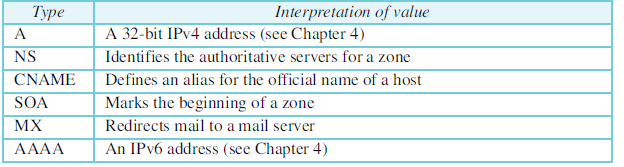 Type Interpretation of value
A A 32-bit IPv4 address (see Chapter 4)
NS Identifies the authoritative servers for a zone
CNAME Defines an alias for the official name of a host
SOA Marks the beginning of a zone
MX Redirects mail to a mail server
AAAA An IPv6 address (see Chapter 4)